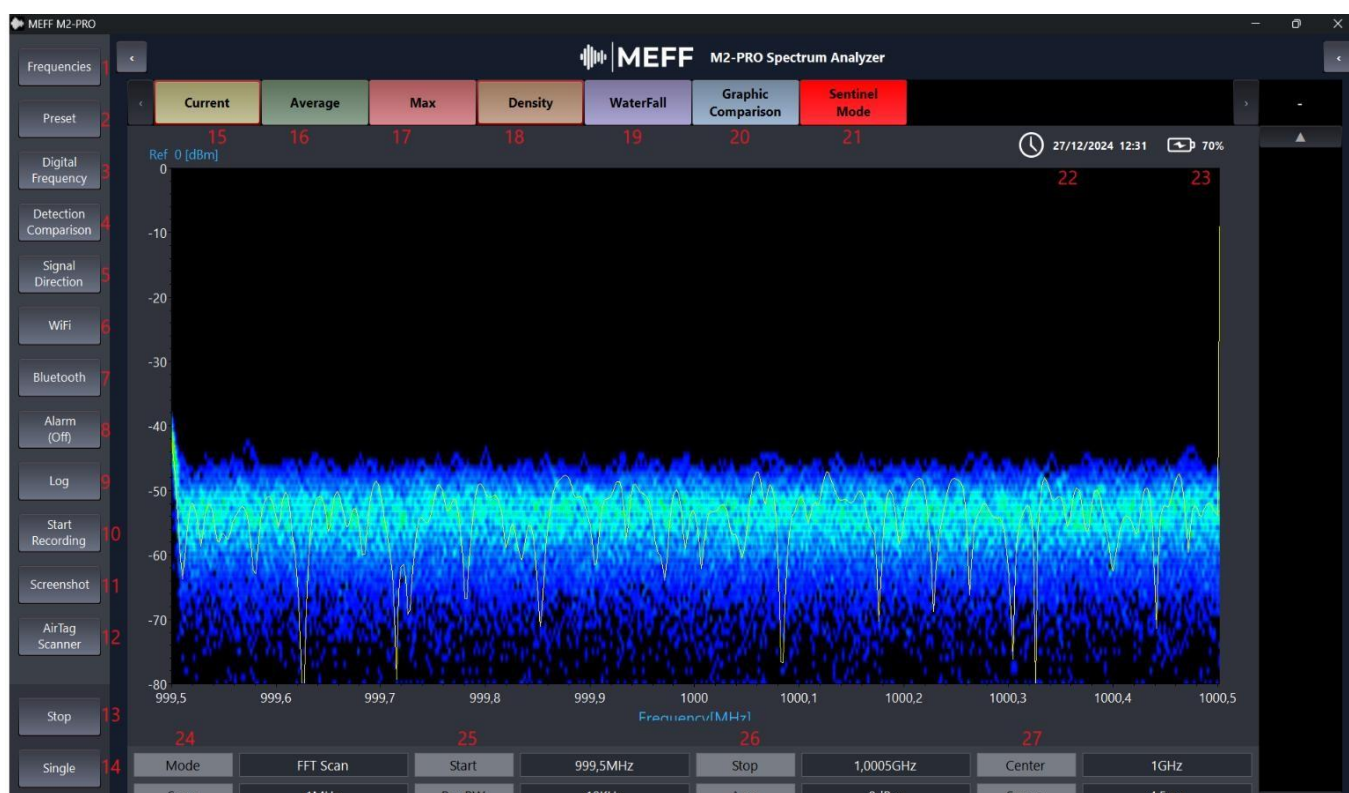 MEFF M2-PRO
MEFF M2-PRO Spectrum Analyzer
Frequencies 1
Preset 2
Digital
Frequency 3
Detection
Comparison 4
Signal
Direction 5
WiFi 6
Bluetooth 7
Alarm
(Off) 8
Log 9
Start
Recording 10
Screenshot 11
AirTag
Scanner 12
Stop 13
Single 14
Current Average Max Density WaterFall Graphic Comparison Sentinel Mode
15 16 17 18 19 20 21
Ref 0 [dBm]
27/12/2024 12:31 70%
22 23
0
-10
-20
-30
-40
-50
-60
-70
-80
999,5 999,6 999,7 999,8 999,9 1000 1000,1 1000,2 1000,3 1000,4 1000,5
Frequency[MHz]
24 25 26 27
Mode FFT Scan Start 999,5MHz Stop 1,0005GHz Center 1GHz